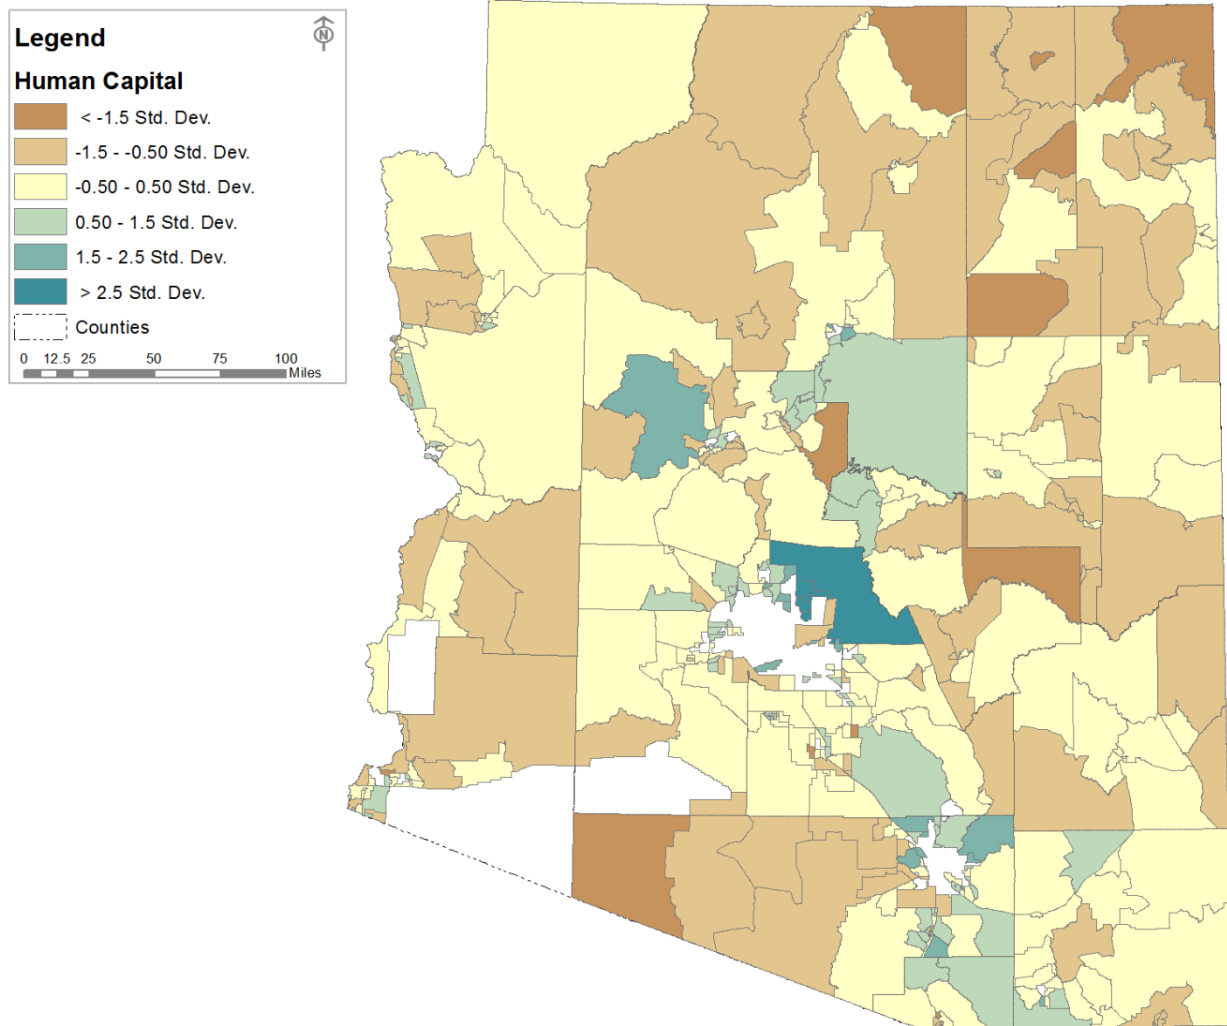 Legend
N
Human Capital
< -1.5 Std. Dev.
-1.5 - -0.50 Std. Dev.
-0.50 - 0.50 Std. Dev.
0.50 - 1.5 Std. Dev.
1.5 - 2.5 Std. Dev.
> 2.5 Std. Dev.
Counties
0 12.5 25 50 75 100
Miles